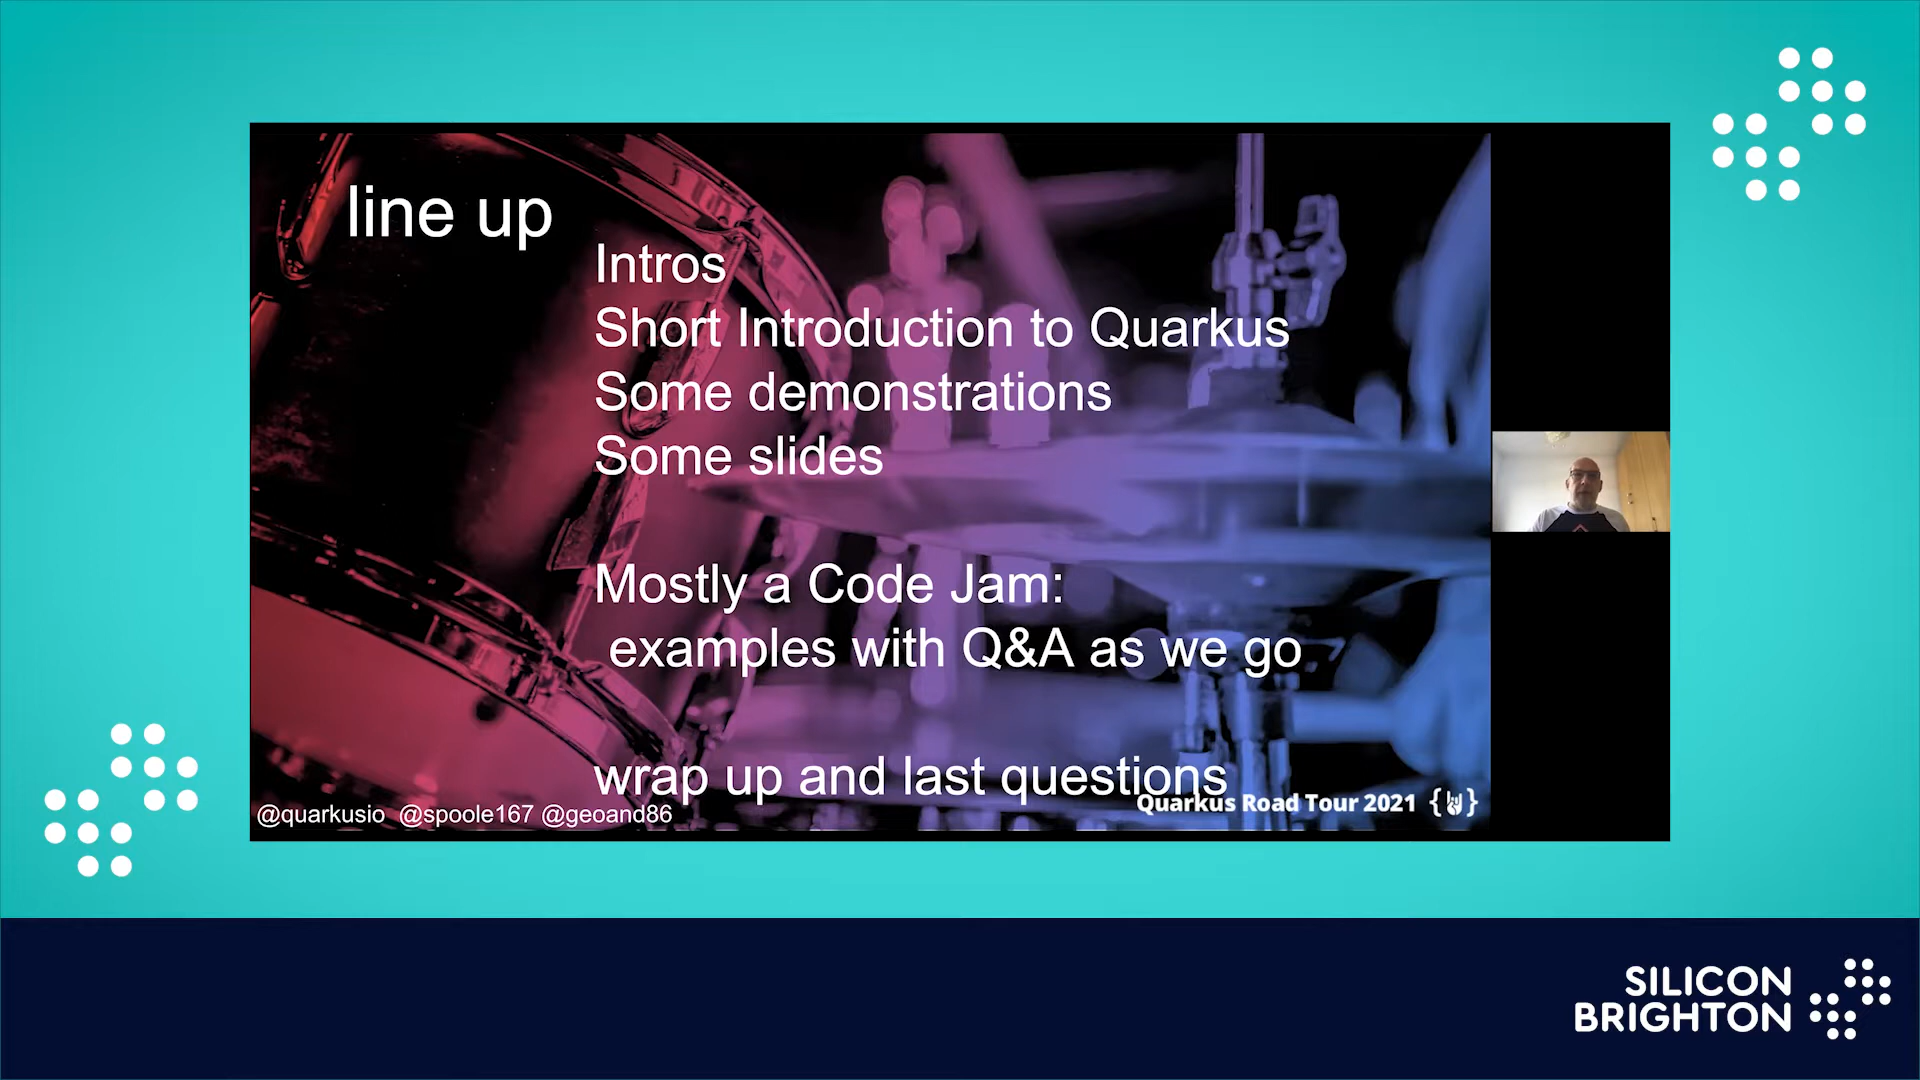 line up
Intros
Short Introduction to Quarkus
Some demonstrations
Some slides
Mostly a Code Jam:
examples with Q&A as we go
wrap up and last questions
@quarkusio @spoole167 @geoand86
Quarkus Road Tour 2021
SILICON
BRIGHTON